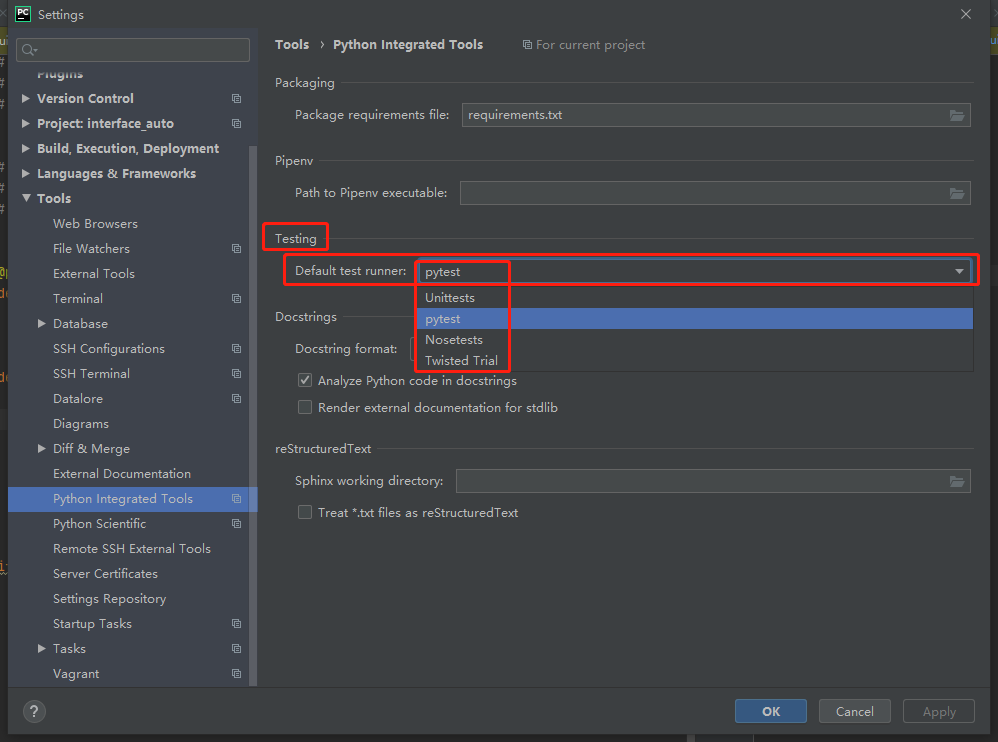 PC Settings
Tools › Python Integrated Tools For current project
Plugins
Version Control
Project: interface_auto
Build, Execution, Deployment
Languages & Frameworks
Tools
Web Browsers
File Watchers
External Tools
Terminal
Database
SSH Configurations
SSH Terminal
Datalore
Diagrams
Diff & Merge
External Documentation
Python Integrated Tools
Python Scientific
Remote SSH External Tools
Server Certificates
Settings Repository
Startup Tasks
Tasks
Vagrant
Packaging
Package requirements file: requirements.txt
Pipenv
Path to Pipenv executable:
Testing
Default test runner: pytest
Unittests
pytest
Nosetests
Twisted Trial
Docstrings
Docstring format:
Analyze Python code in docstrings
Render external documentation for stdlib
reStructuredText
Sphinx working directory:
Treat *.txt files as reStructuredText
? OK Cancel Apply